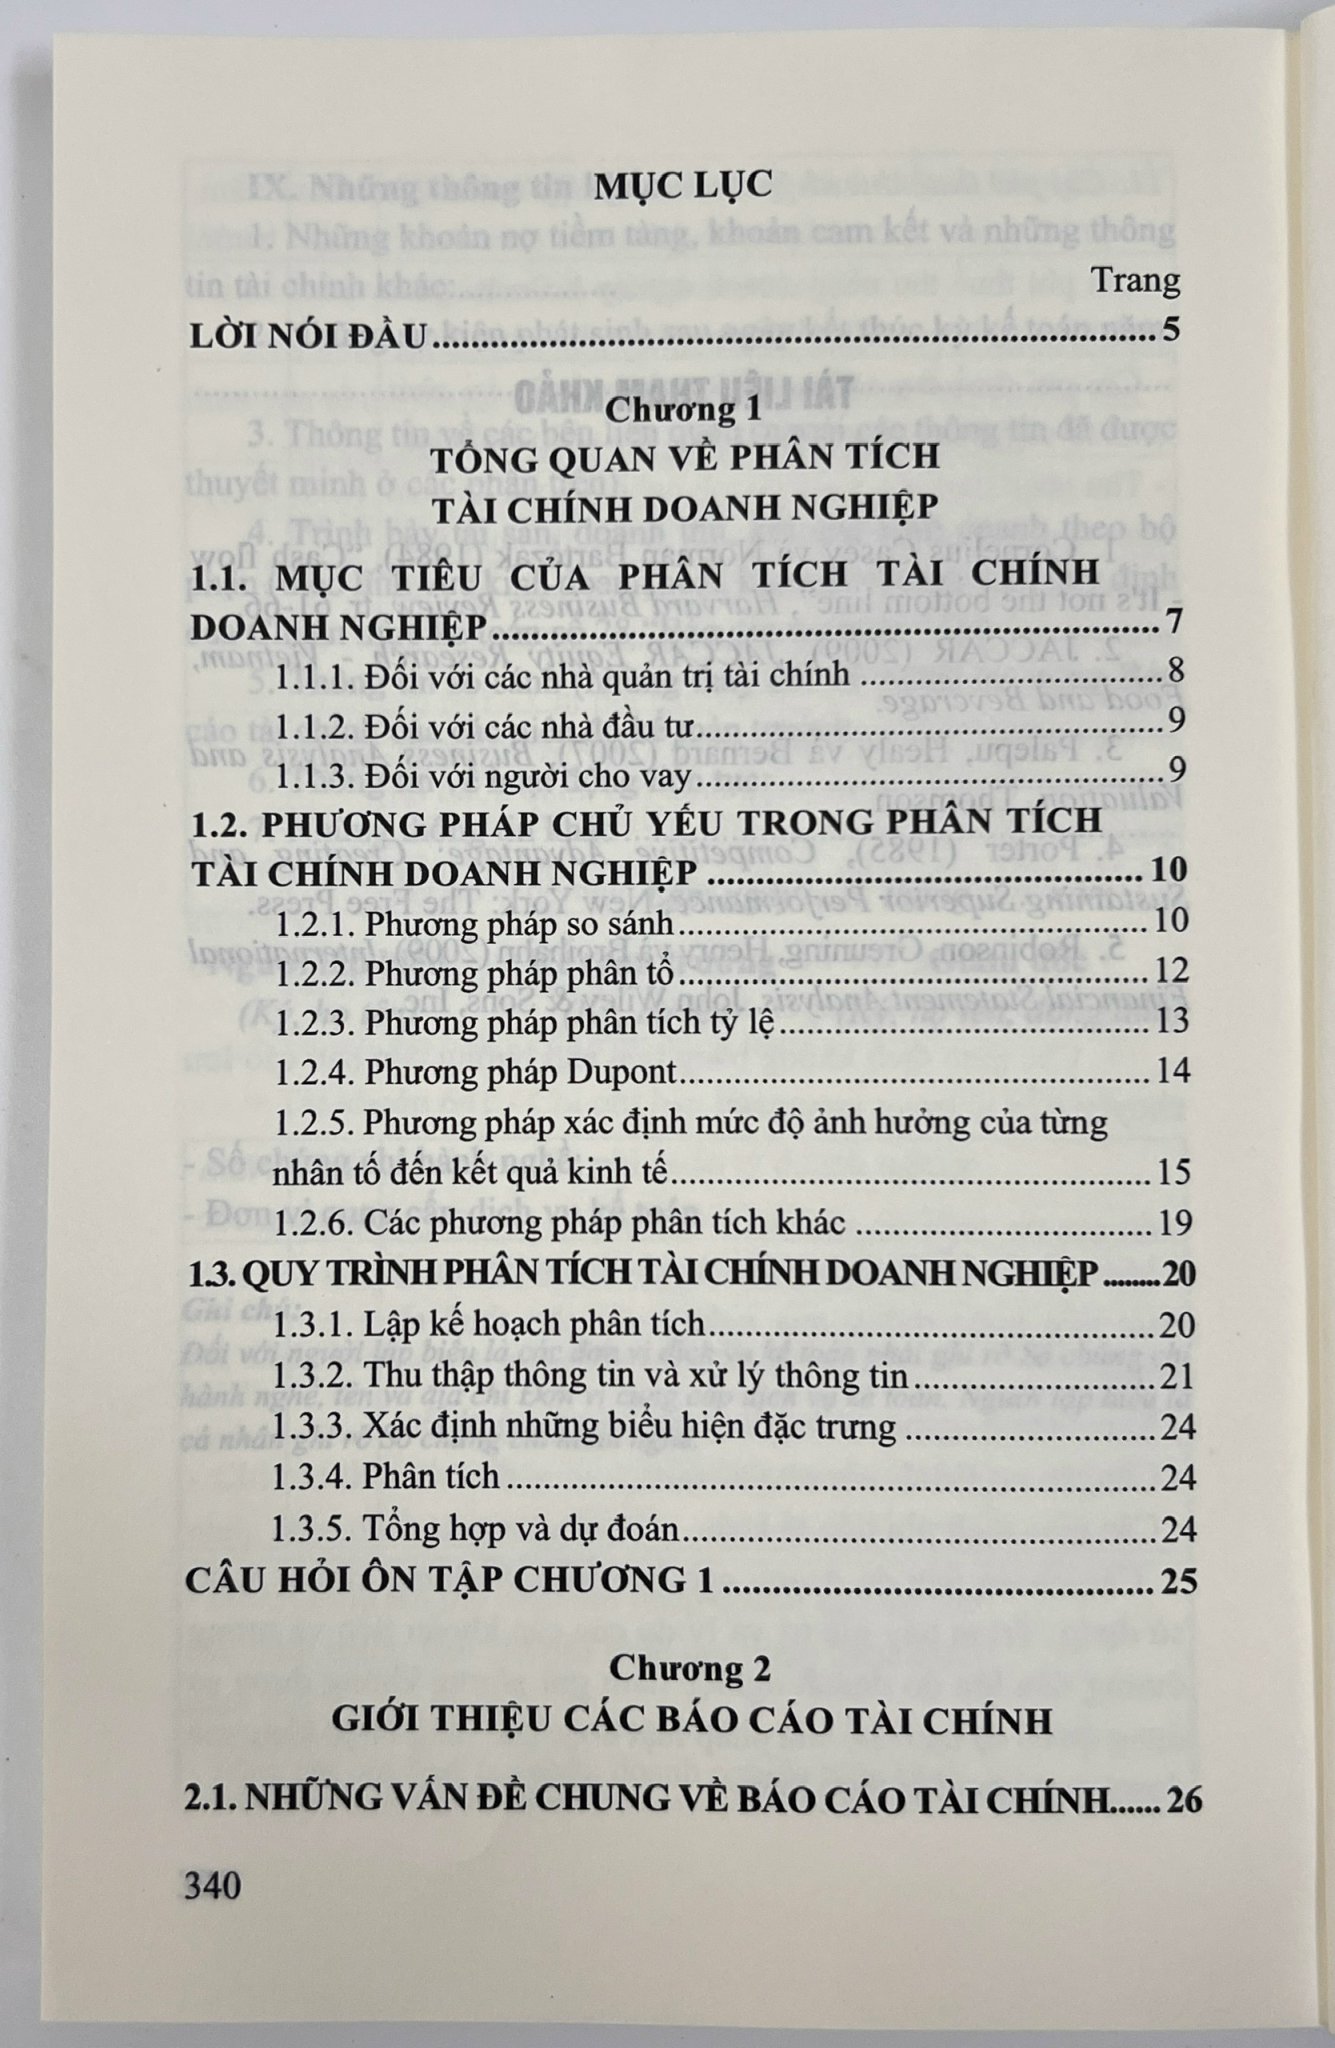 MỤC LỤC
Trang
LỜI NÓI ĐẦU........................................................................5
Chương 1
TỔNG QUAN VỀ PHÂN TÍCH
TÀI CHÍNH DOANH NGHIỆP
1.1. MỤC TIÊU CỦA PHÂN TÍCH TÀI CHÍNH
DOANH NGHIỆP..................................................................7
1.1.1. Đối với các nhà quản trị tài chính ..............................8
1.1.2. Đối với các nhà đầu tư...............................................9
1.1.3. Đối với người cho vay...............................................9
1.2. PHƯƠNG PHÁP CHỦ YẾU TRONG PHÂN TÍCH
TÀI CHÍNH DOANH NGHIỆP ...........................................10
1.2.1. Phương pháp so sánh...............................................10
1.2.2. Phương pháp phân tổ...............................................12
1.2.3. Phương pháp phân tích tỷ lệ.....................................13
1.2.4. Phương pháp Dupont...............................................14
1.2.5. Phương pháp xác định mức độ ảnh hưởng của từng
nhân tố đến kết quả kinh tế................................................15
1.2.6. Các phương pháp phân tích khác ..............................19
1.3. QUY TRÌNH PHÂN TÍCH TÀI CHÍNH DOANH NGHIỆP ........20
1.3.1. Lập kế hoạch phân tích.............................................20
1.3.2. Thu thập thông tin và xử lý thông tin........................21
1.3.3. Xác định những biểu hiện đặc trưng .........................24
1.3.4. Phân tích .................................................................24
1.3.5. Tổng hợp và dự đoán................................................24
CÂU HỎI ÔN TẬP CHƯƠNG 1 ...........................................25
Chương 2
GIỚI THIỆU CÁC BÁO CÁO TÀI CHÍNH
2.1. NHỮNG VẤN ĐỀ CHUNG VỀ BÁO CÁO TÀI CHÍNH...... 26
340